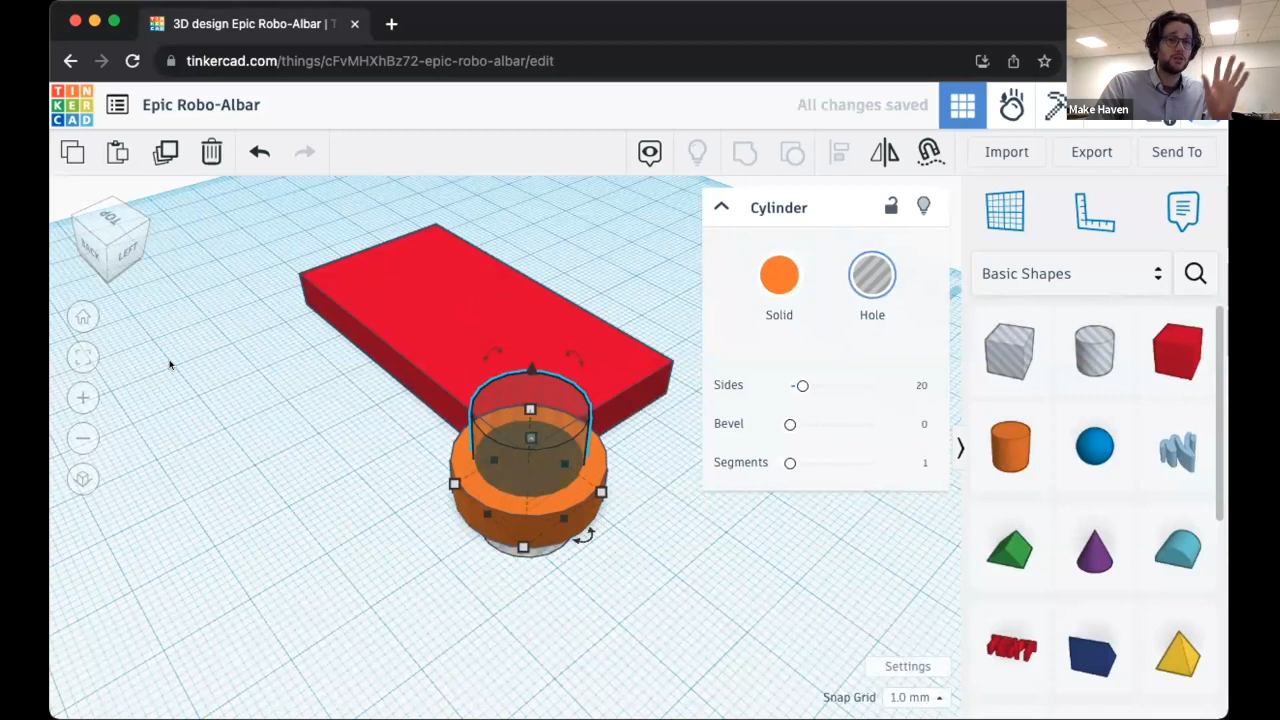 3D design Epic Robo-Albar | T
tinkercad.com/things/cFvMHXhBz72-epic-robo-albar/edit
Make Haven
TIN
KER
CAD
Epic Robo-Albar
All changes saved
Import
Export
Send To
TOP
BACK
LEFT
Cylinder
Solid
Hole
Sides
20
Bevel
0
Segments
1
Basic Shapes
TEXT
Settings
Snap Grid
1.0 mm